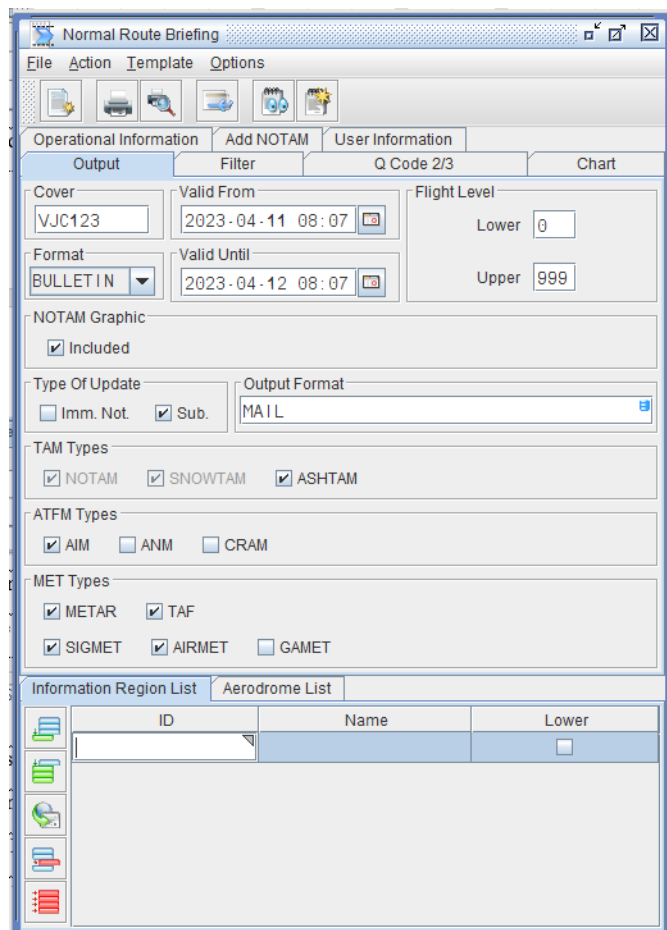 Normal Route Briefing
File Action Template Options
Operational Information Add NOTAM User Information
Output Filter Q Code 2/3 Chart
Cover Valid From Flight Level
VJC123 2023-04-11 08:07 Lower 0
Format Valid Until
BULLETIN 2023-04-12 08:07 Upper 999
NOTAM Graphic
Included
Type Of Update Output Format
Imm. Not. Sub. MAIL
TAM Types
NOTAM SNOWTAM ASHTAM
ATFM Types
AIM ANM CRAM
MET Types
METAR TAF
SIGMET AIRMET GAMET
Information Region List Aerodrome List
ID Name Lower